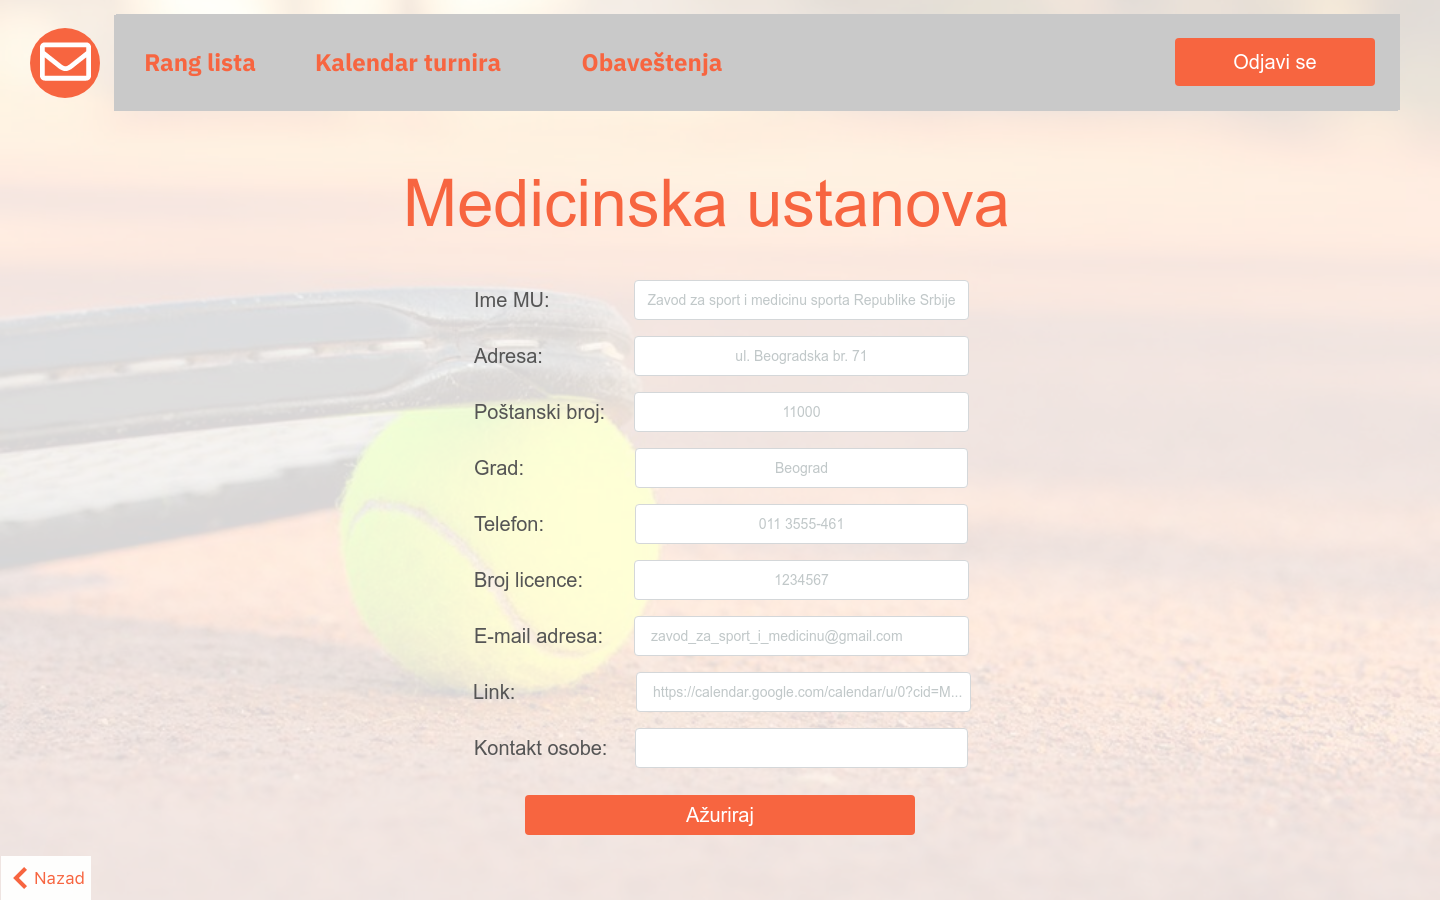 Rang lista
Kalendar turnira
Obaveštenja
Odjavi se
Medicinska ustanova
Ime MU:
Zavod za sport i medicinu sporta Republike Srbije
Adresa:
ul. Beogradska br. 71
Poštanski broj:
11000
Grad:
Beograd
Telefon:
011 3555-461
Broj licence:
1234567
E-mail adresa:
zavod_za_sport_i_medicinu@gmail.com
Link:
https://calendar.google.com/calendar/u/0?cid=M...
Kontakt osobe:
Ažuriraj
Nazad